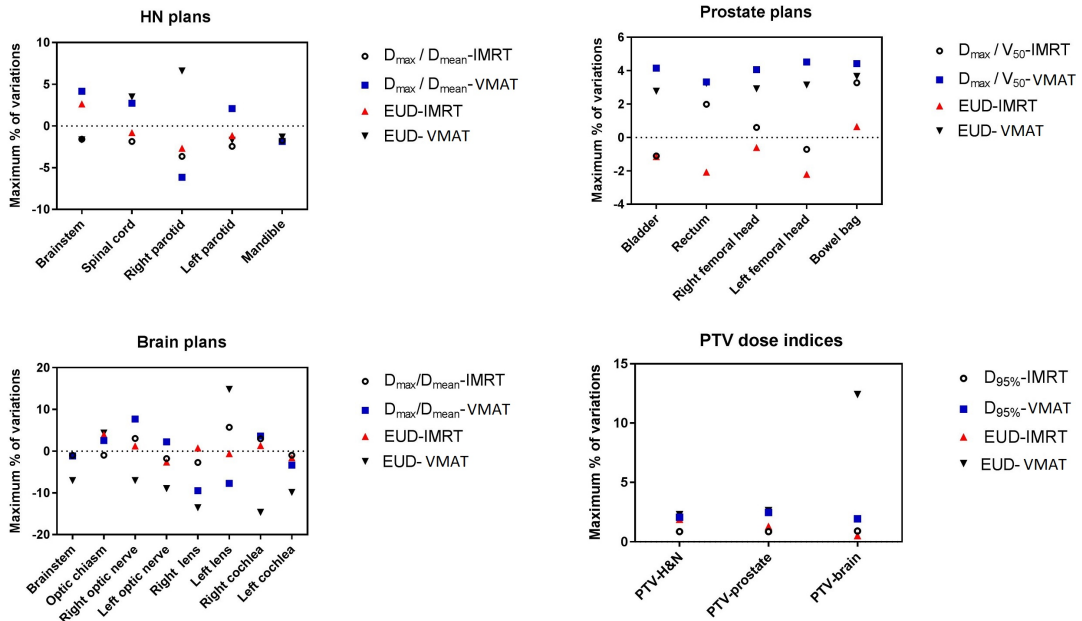 HN plans
Maximum % of variations
10
5
0
-5
-10
Brainstem
Spinal cord
Right parotid
Left parotid
Mandible
Dmax / Dmean-IMRT
Dmax / Dmean-VMAT
EUD-IMRT
EUD- VMAT
Prostate plans
Maximum % of variations
6
4
2
0
-2
-4
Bladder
Rectum
Right femoral head
Left femoral head
Bowel bag
Dmax / V50-IMRT
Dmax / V50-VMAT
EUD-IMRT
EUD- VMAT
Brain plans
Maximum % of variations
20
10
0
-10
-20
Brainstem
Optic chiasm
Right optic nerve
Left optic nerve
Right lens
Left lens
Right cochlea
Left cochlea
Dmax/Dmean-IMRT
Dmax/Dmean-VMAT
EUD-IMRT
EUD- VMAT
PTV dose indices
Maximum % of variations
15
10
5
0
PTV-H&N
PTV-prostate
PTV-brain
D95%-IMRT
D95%-VMAT
EUD-IMRT
EUD- VMAT